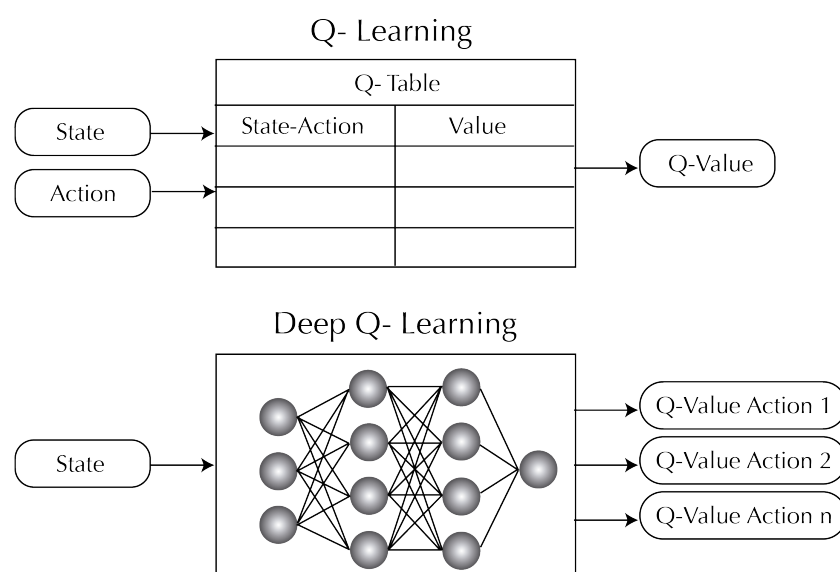 Q- Learning
Q- Table
State-Action Value
State
Action
Q-Value
Deep Q- Learning
State
Q-Value Action 1
Q-Value Action 2
Q-Value Action n